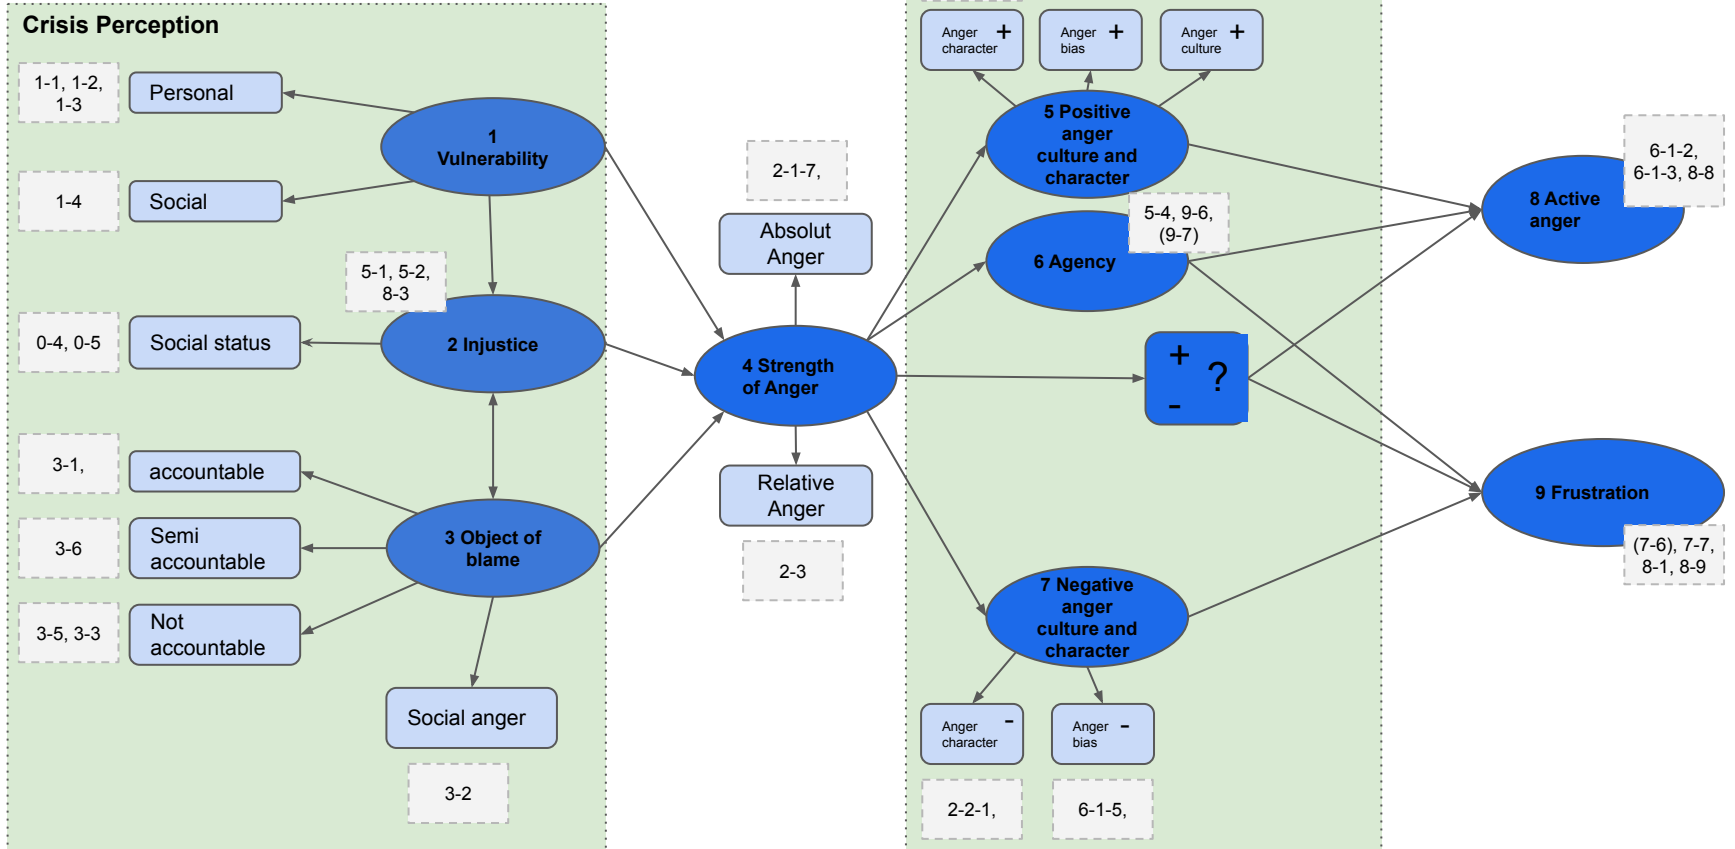 Crisis Perception
1-1, 1-2,
1-3
Personal
1
Vulnerability
1-4
Social
5-1, 5-2,
8-3
0-4, 0-5
Social status
2 Injustice
3-1,
accountable
3-6
Semi
accountable
3 Object of
blame
3-5, 3-3
Not
accountable
Social anger
3-2
2-1-7,
Absolut
Anger
4 Strength
of Anger
Relative
Anger
2-3
Anger
character
+
Anger
bias
+
Anger
culture
+
5 Positive
anger
culture and
character
5-4, 9-6,
(9-7)
6 Agency
+
?
-
7 Negative
anger
culture and
character
Anger
character
-
Anger
bias
-
2-2-1,
6-1-5,
6-1-2,
6-1-3, 8-8
8 Active
anger
9 Frustration
(7-6), 7-7,
8-1, 8-9